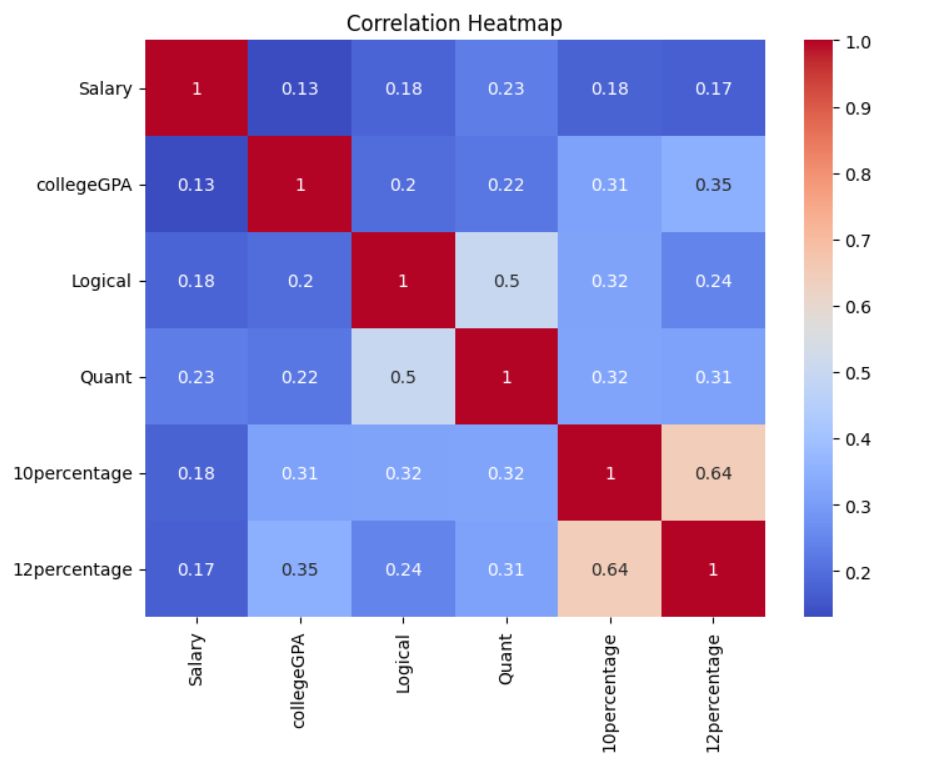 Correlation Heatmap
Salary 1 0.13 0.18 0.23 0.18 0.17
collegeGPA 0.13 1 0.2 0.22 0.31 0.35
Logical 0.18 0.2 1 0.5 0.32 0.24
Quant 0.23 0.22 0.5 1 0.32 0.31
10percentage 0.18 0.31 0.32 0.32 1 0.64
12percentage 0.17 0.35 0.24 0.31 0.64 1
Salary
collegeGPA
Logical
Quant
10percentage
12percentage
1.0
0.9
0.8
0.7
0.6
0.5
0.4
0.3
0.2